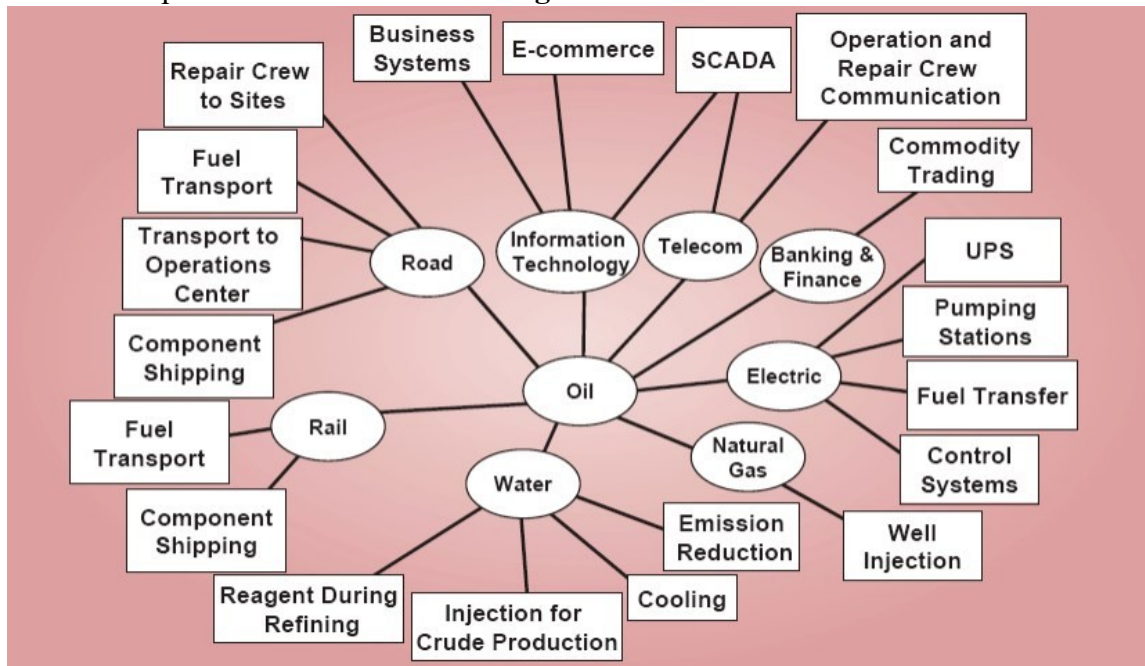 Business
Systems
E-commerce
SCADA
Operation and
Repair Crew
Communication
Repair Crew
to Sites
Commodity
Trading
Fuel
Transport
Transport to
Operations
Center
Road
Information
Technology
Telecom
Banking &
Finance
UPS
Pumping
Stations
Component
Shipping
Oil
Electric
Fuel Transfer
Fuel
Transport
Rail
Natural
Gas
Control
Systems
Water
Component
Shipping
Emission
Reduction
Well
Injection
Reagent During
Refining
Injection for
Crude Production
Cooling